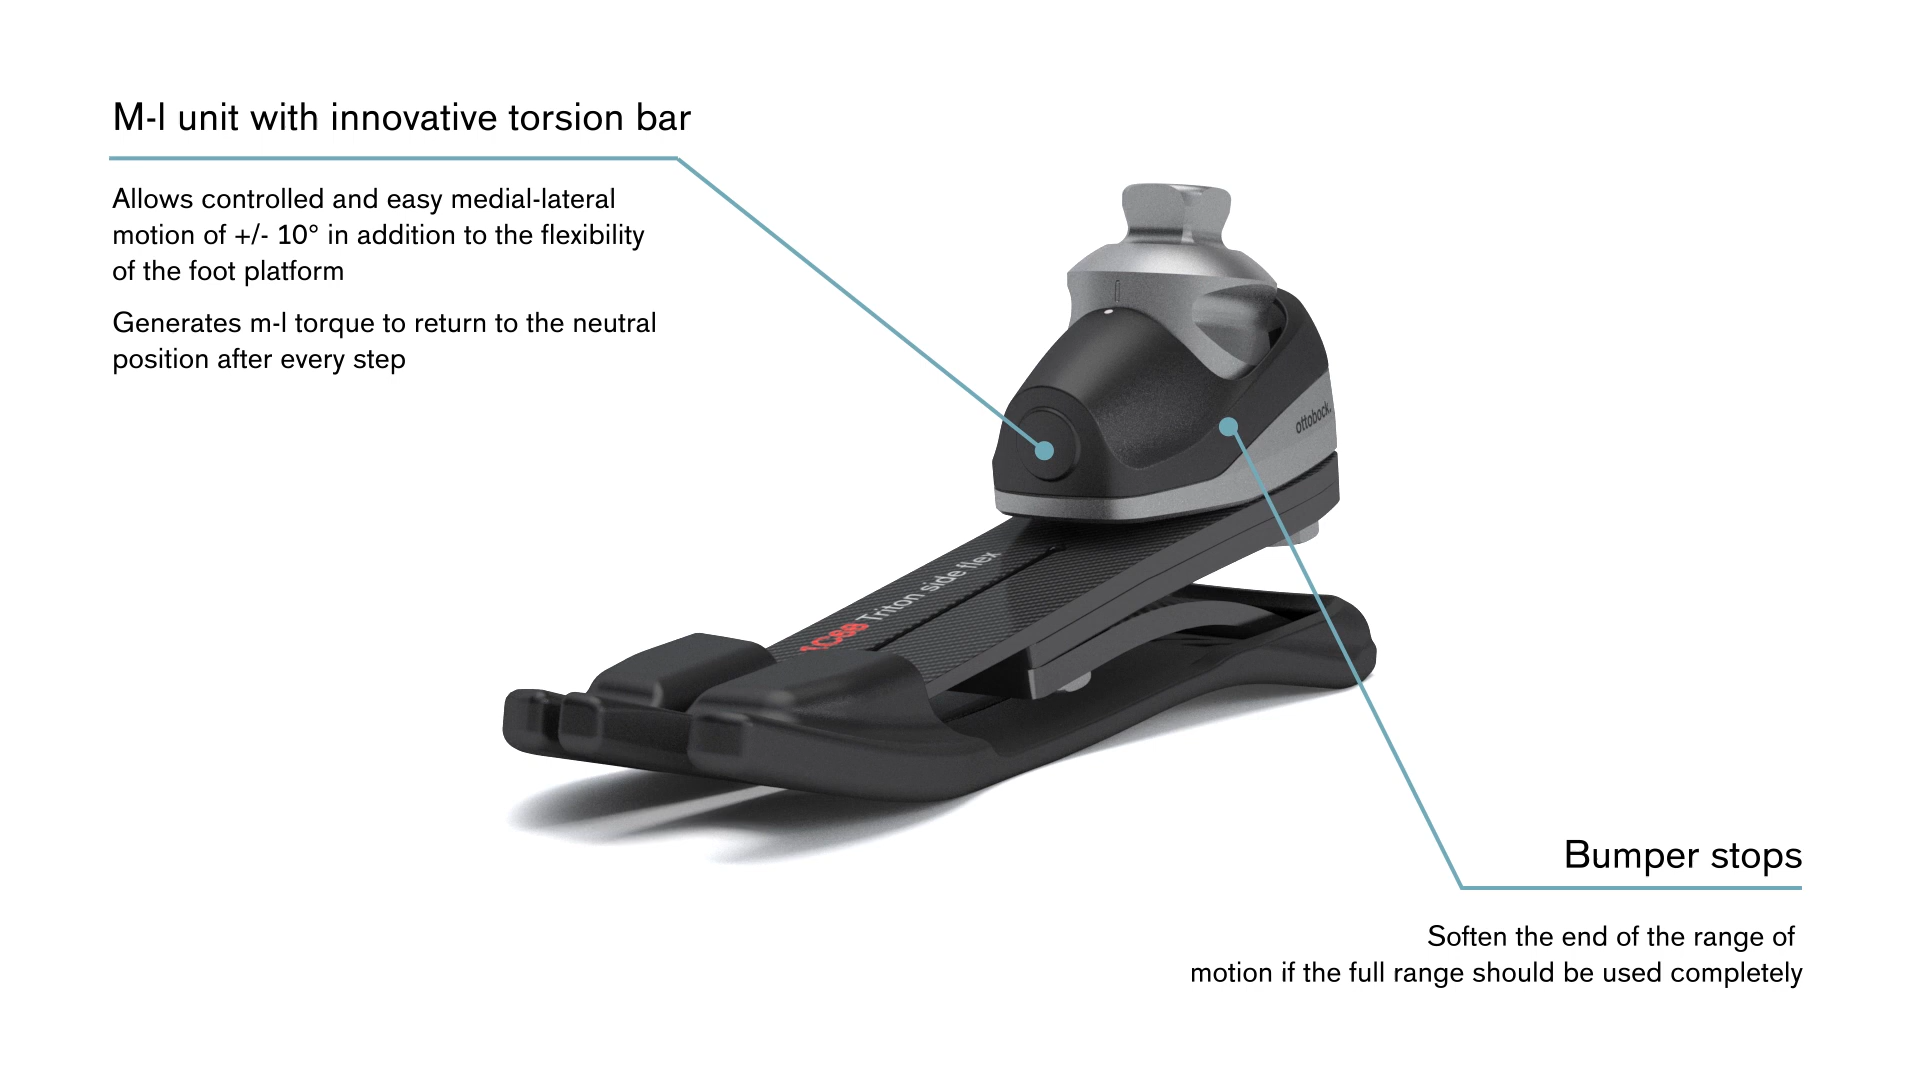 M-l unit with innovative torsion bar
Allows controlled and easy medial-lateral
motion of +/- 10° in addition to the flexibility
of the foot platform
Generates m-l torque to return to the neutral
position after every step
ottobock.
1C68 Triton side flex
Bumper stops
Soften the end of the range of
motion if the full range should be used completely